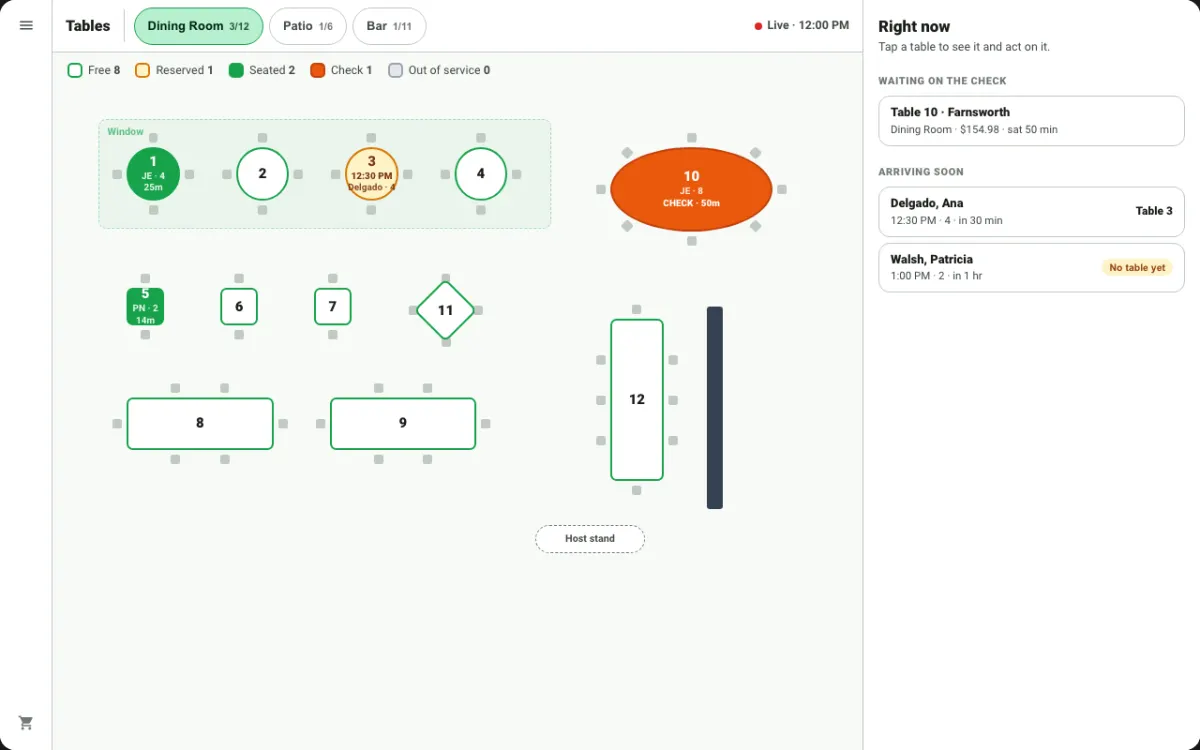 Tables
Dining Room 3/12
Patio 1/6
Bar 1/11
Live · 12:00 PM
Free 8
Reserved 1
Seated 2
Check 1
Out of service 0
Window
1
JE · 4
25m
2
3
12:30 PM
Delgado · 4
4
10
JE · 8
CHECK · 50m
5
PN · 2
14m
6
7
11
8
9
12
Host stand
Right now
Tap a table to see it and act on it.
WAITING ON THE CHECK
Table 10 · Farnsworth
Dining Room · $154.98 · sat 50 min
ARRIVING SOON
Delgado, Ana
12:30 PM · 4 · in 30 min
Table 3
Walsh, Patricia
1:00 PM · 2 · in 1 hr
No table yet